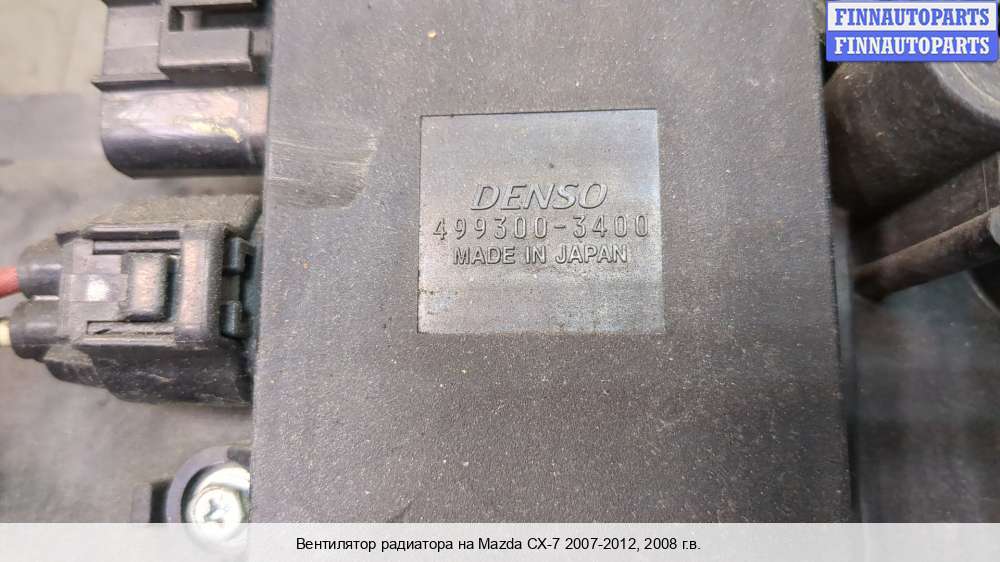 FINNAUTOPARTS
FINNAUTOPARTS
DENSO
499300-3400
MADE IN JAPAN
Вентилятор радиатора на Mazda CX-7 2007-2012, 2008 г.в.